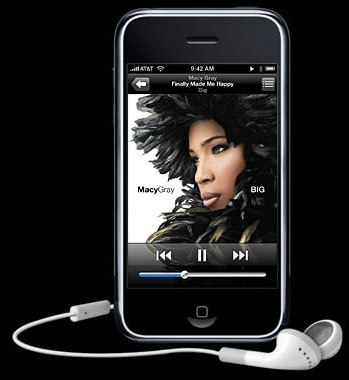 AT&T 9:42 AM
Macy Gray
Finally Made Me Happy
Big
MacyGray BIG